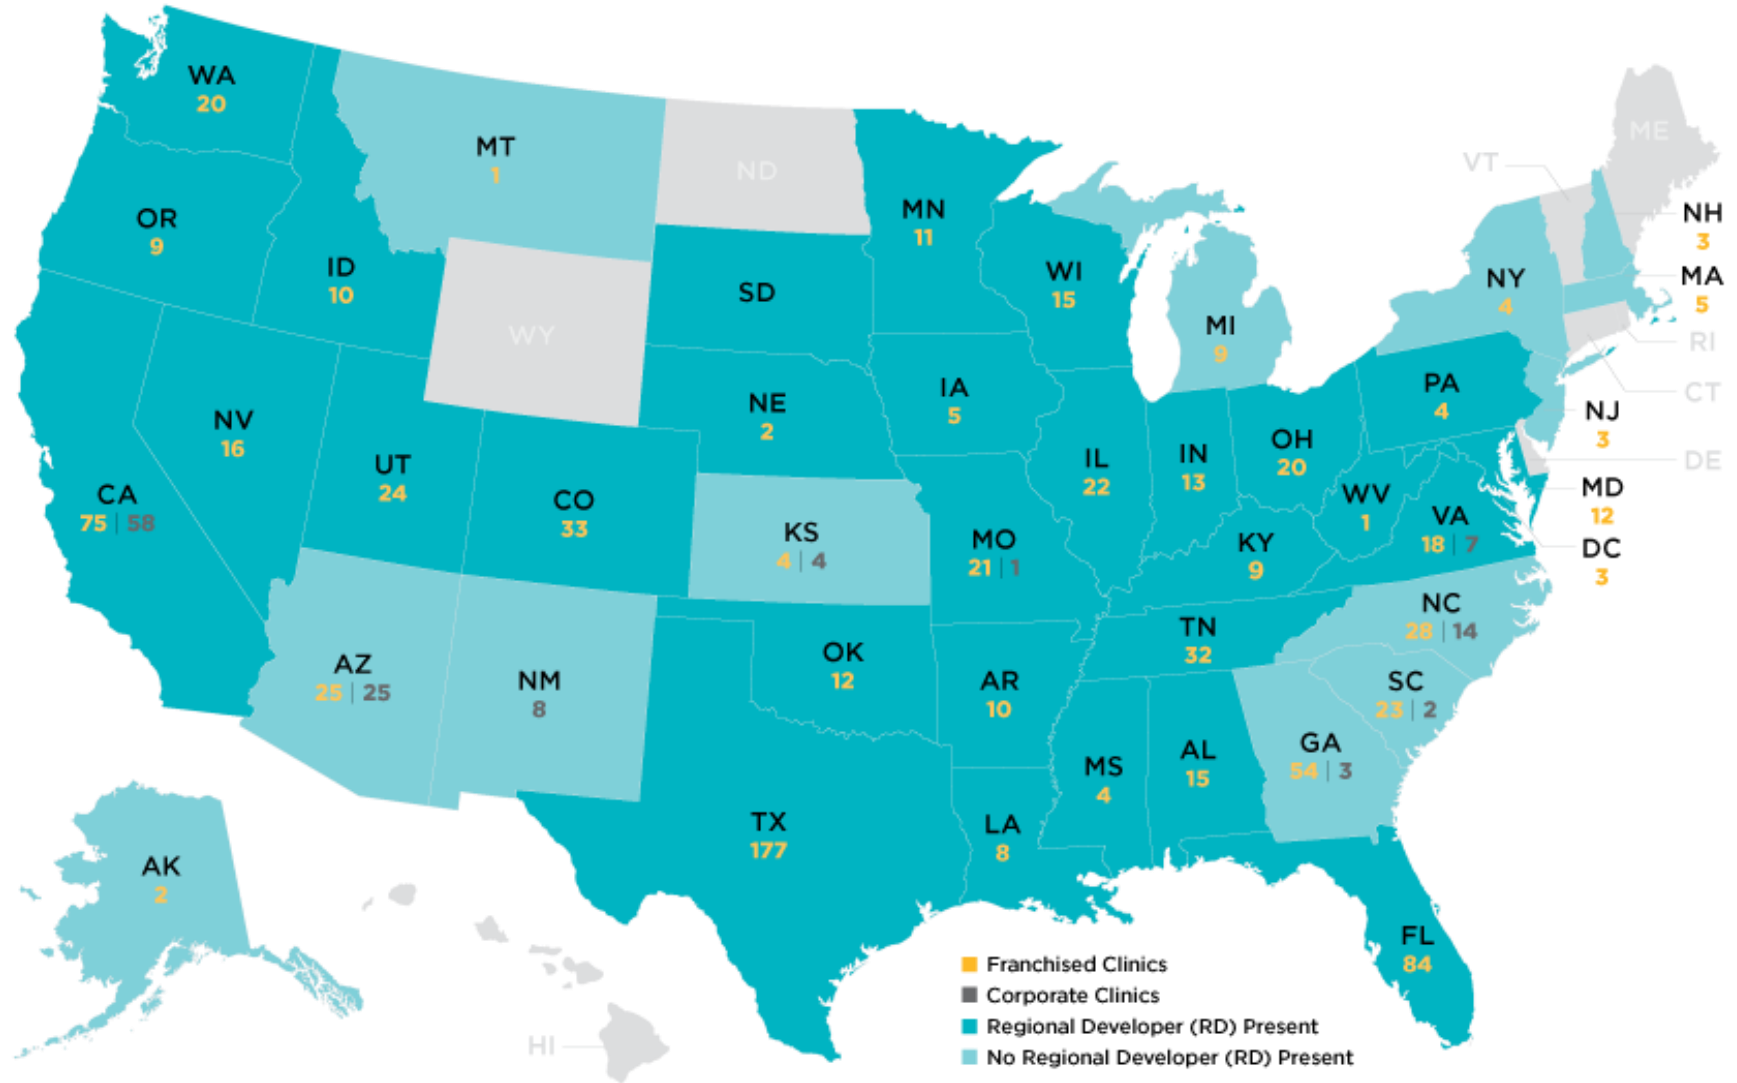 WA
20
OR
9
ID
10
MT
1
ND
WY
SD
NE
2
NV
16
UT
24
CO
33
CA
75 | 58
KS
4 | 4
AZ
25 | 25
NM
8
OK
12
TX
177
MN
11
IA
5
MO
21 | 1
AR
10
LA
8
WI
15
IL
22
MI
9
IN
13
OH
20
KY
9
TN
32
MS
4
AL
15
GA
54 | 3
FL
84
SC
23 | 2
NC
28 | 14
VA
18 | 7
WV
1
PA
4
NY
4
VT
ME
NH
3
MA
5
RI
CT
NJ
3
DE
MD
12
DC
3
AK
2
HI
Franchised Clinics
Corporate Clinics
Regional Developer (RD) Present
No Regional Developer (RD) Present